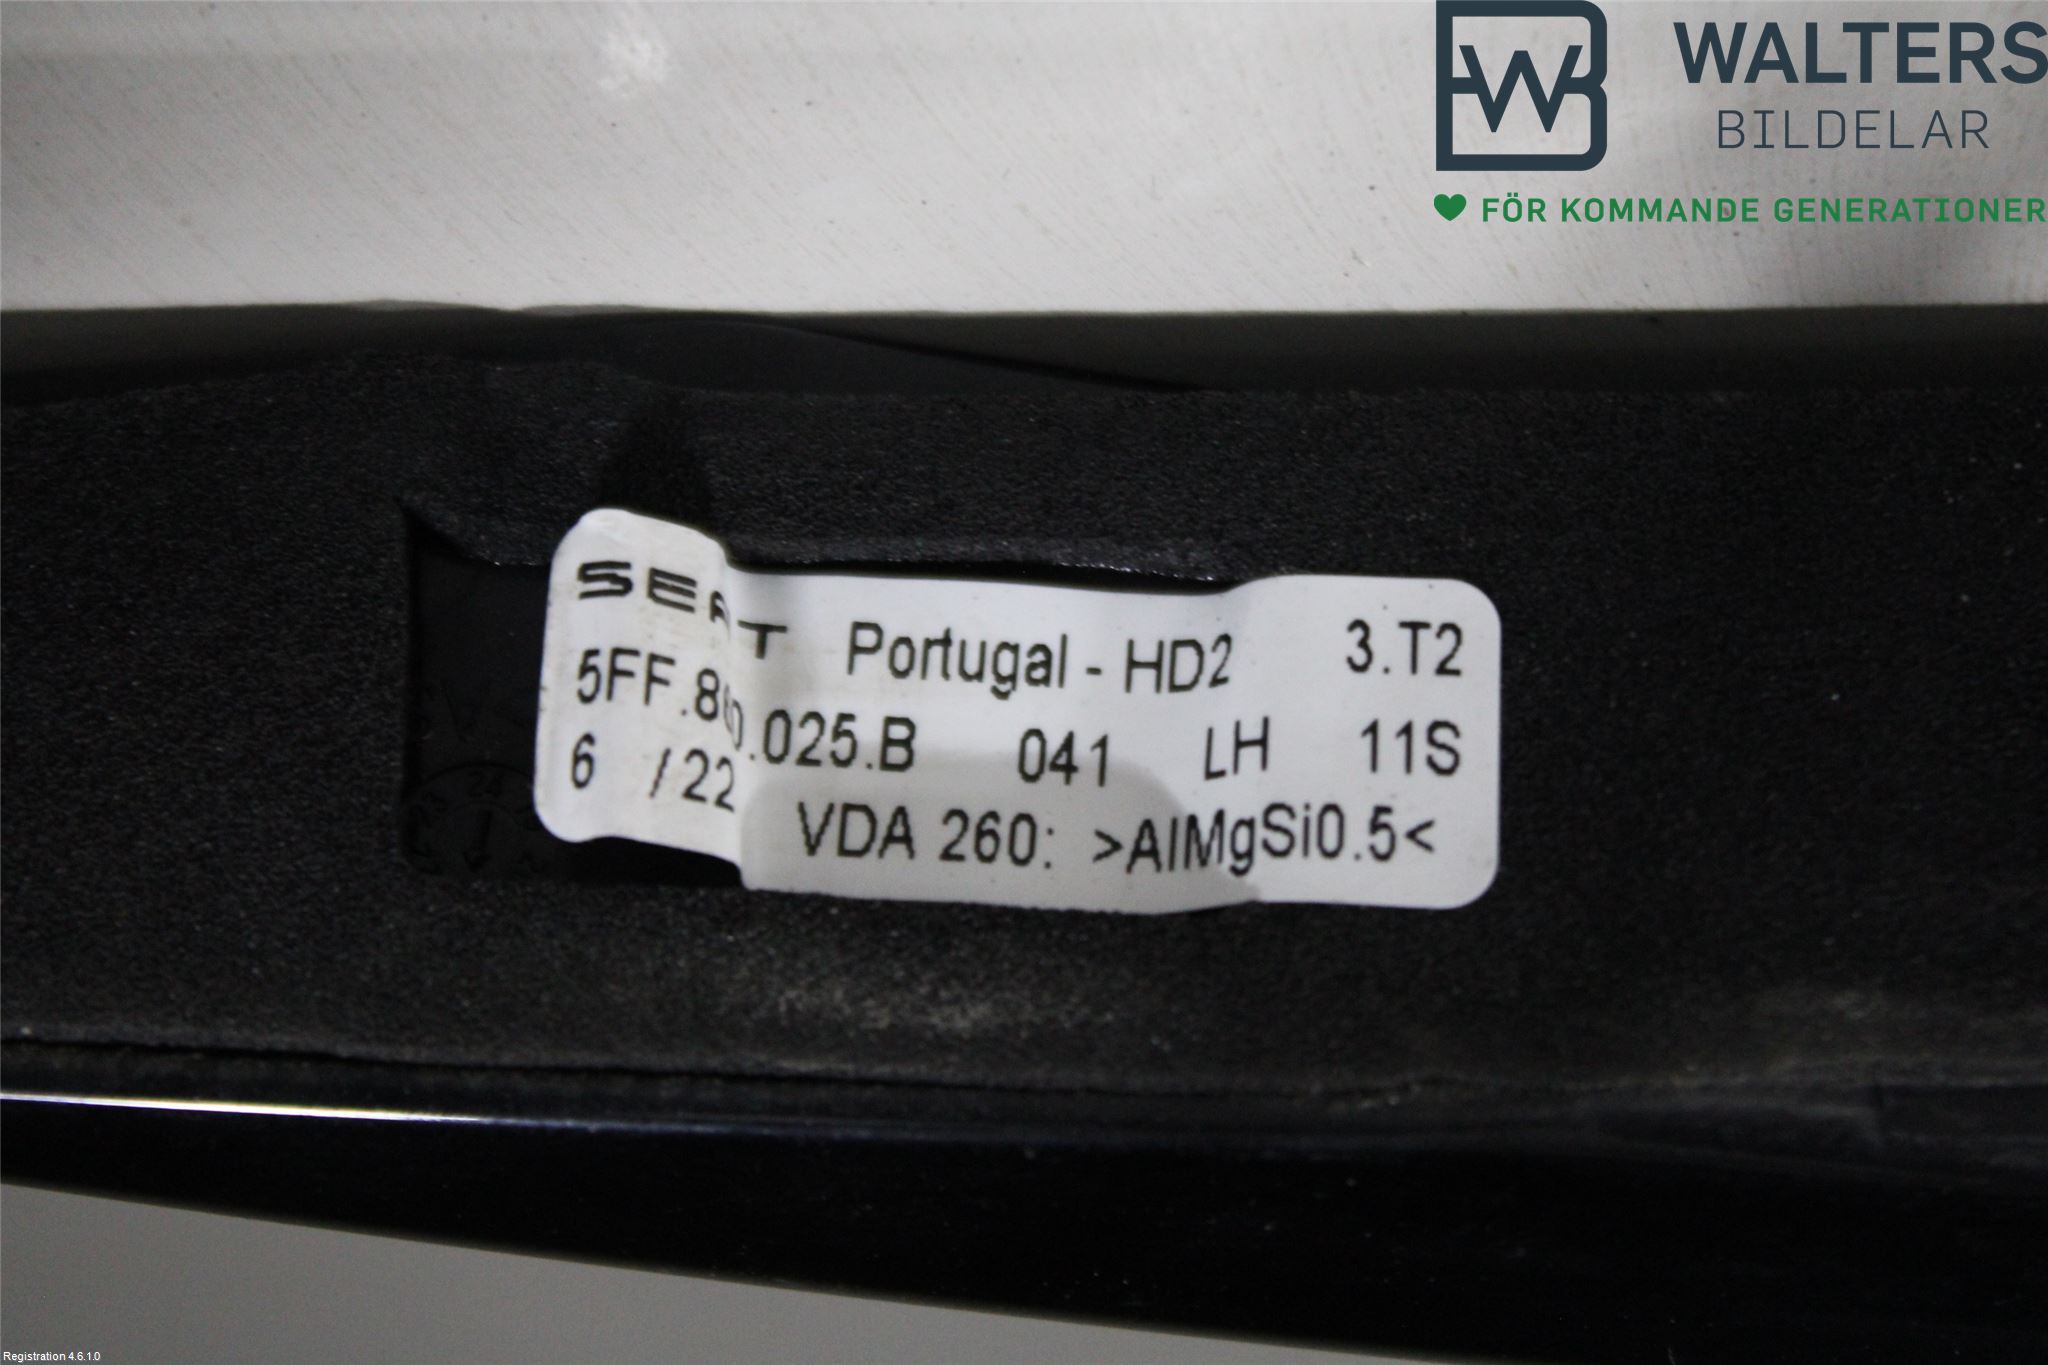 WALTERS
BILDELAR
FÖR KOMMANDE GENERATIONER
SEAT Portugal - HD2 3.T2
5FF.860.025.B 041 LH 11S
6 /22 VDA 260: >AlMgSi0.5<
Registration 4.6.1.0